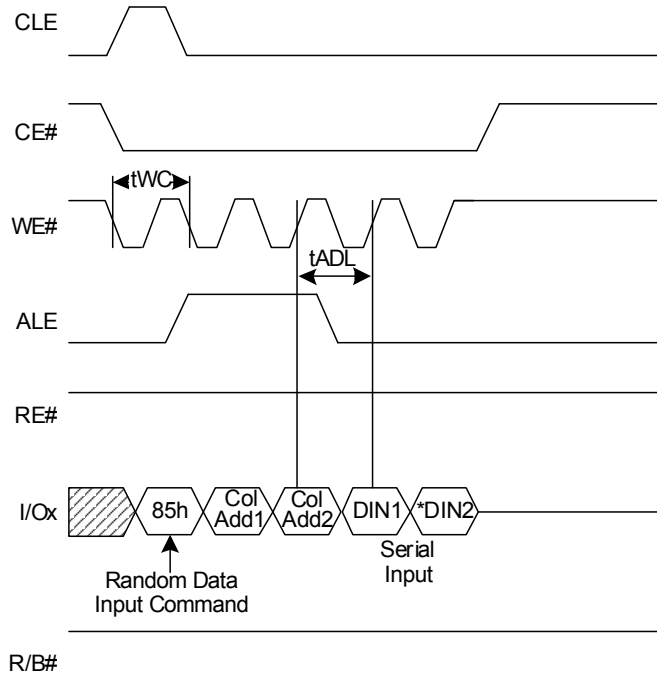 CLE
CE#
tWC
WE#
tADL
ALE
RE#
I/Ox
85h
Col
Add1
Col
Add2
DIN1
*DIN2
Serial
Input
Random Data
Input Command
R/B#